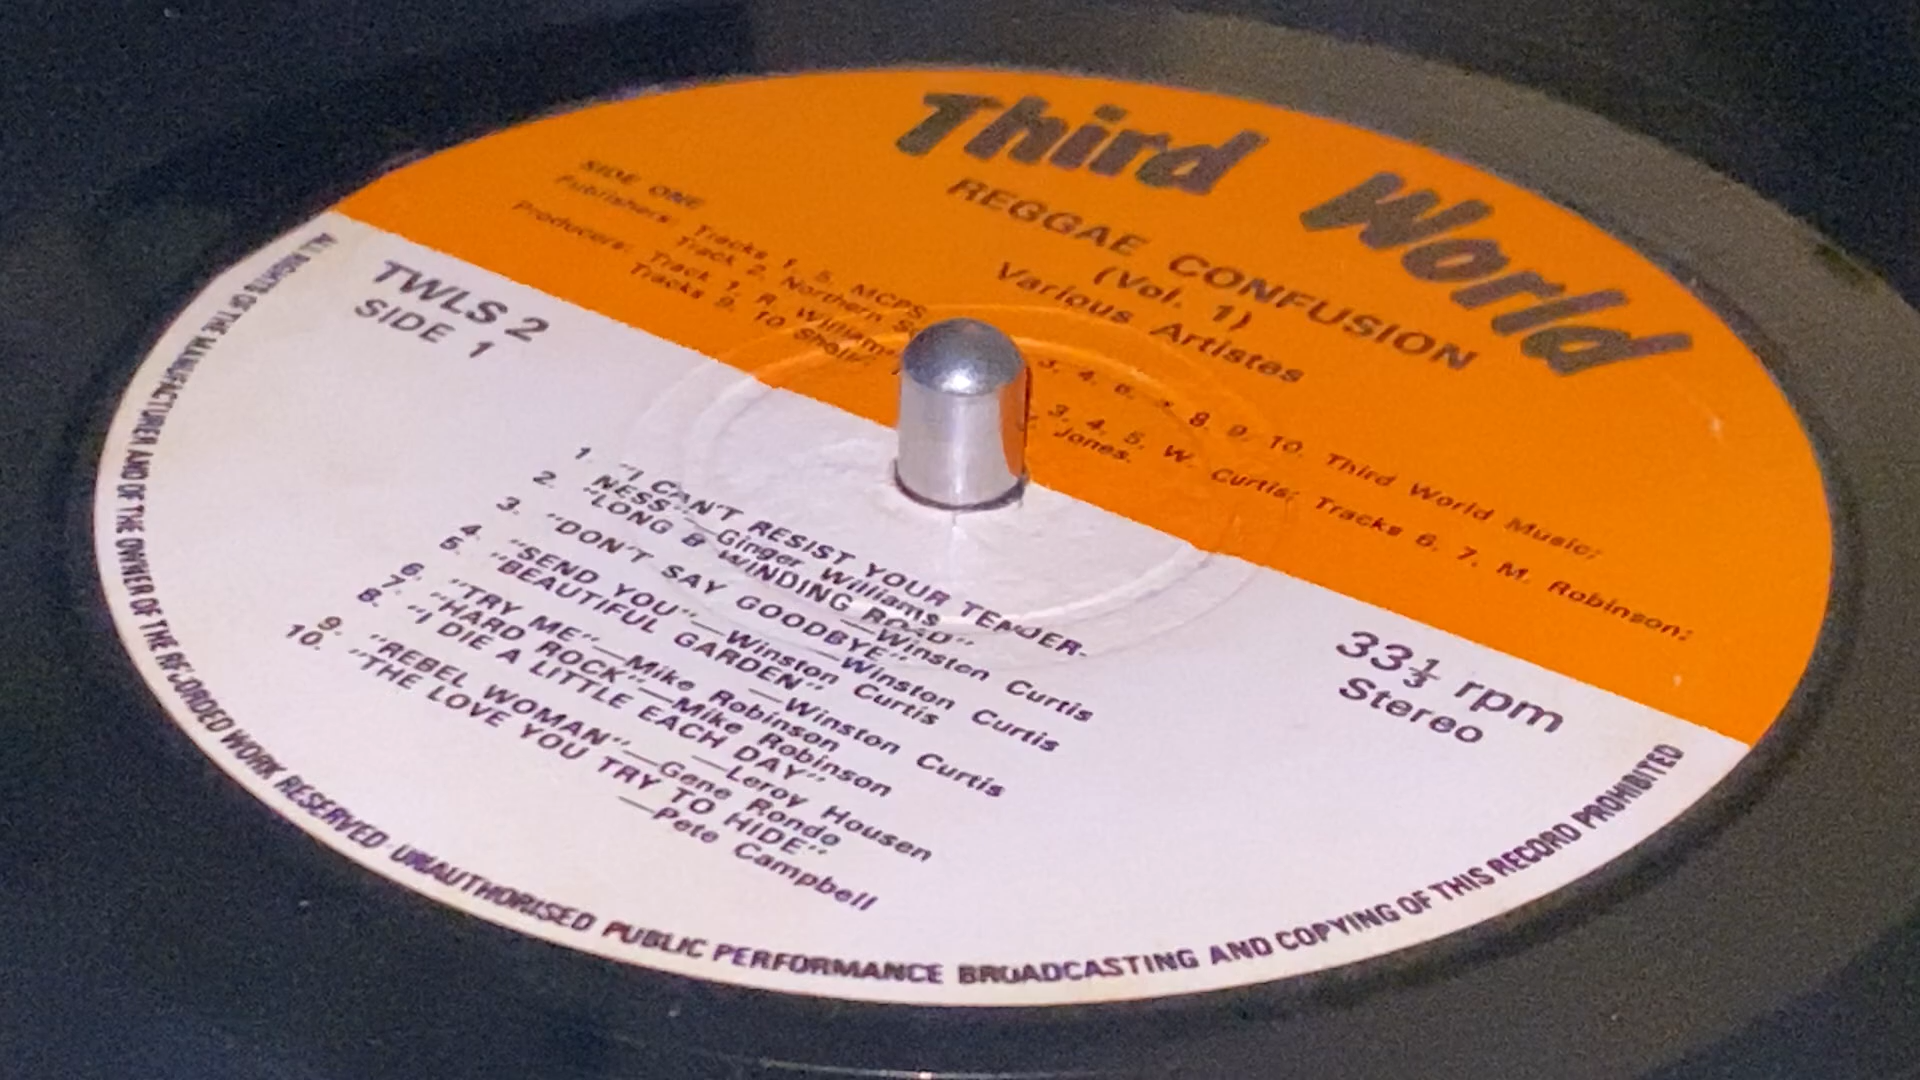 Third World
REGGAE CONFUSION
(Vol. 1)
Various Artistes
SIDE ONE
Publishers: Tracks 1, 5, MCPS
Track 2, Northern 3, 4, 6, 8, 9, 10, Third World Music;
Producers: Track 1, R. Williams 3, 4, 5, W. Curtis; Tracks 6, 7, M. Robinson;
Tracks 9, 10 Jones.
TWLS 2
SIDE 1
33⅓ rpm
Stereo
1. "I CAN'T RESIST YOUR TENDER-
NESS"—Ginger Williams
2. "LONG & WINDING ROAD"
—Winston Curtis
3. "DON'T SAY GOODBYE"
—Winston Curtis
4. "SEND YOU"—Winston Curtis
5. "BEAUTIFUL GARDEN"
—Winston Curtis
6. "TRY ME"—Mike Robinson
7. "HARD ROCK"—Mike Robinson
8. "I DIE A LITTLE EACH DAY"
—Leroy Housen
9. "REBEL WOMAN"—Gene Rondo
10. "THE LOVE YOU TRY TO HIDE"
—Pete Campbell
ALL RIGHTS OF THE MANUFACTURER AND OF THE OWNER OF THE RECORDED WORK RESERVED UNAUTHORISED PUBLIC PERFORMANCE BROADCASTING AND COPYING OF THIS RECORD PROHIBITED